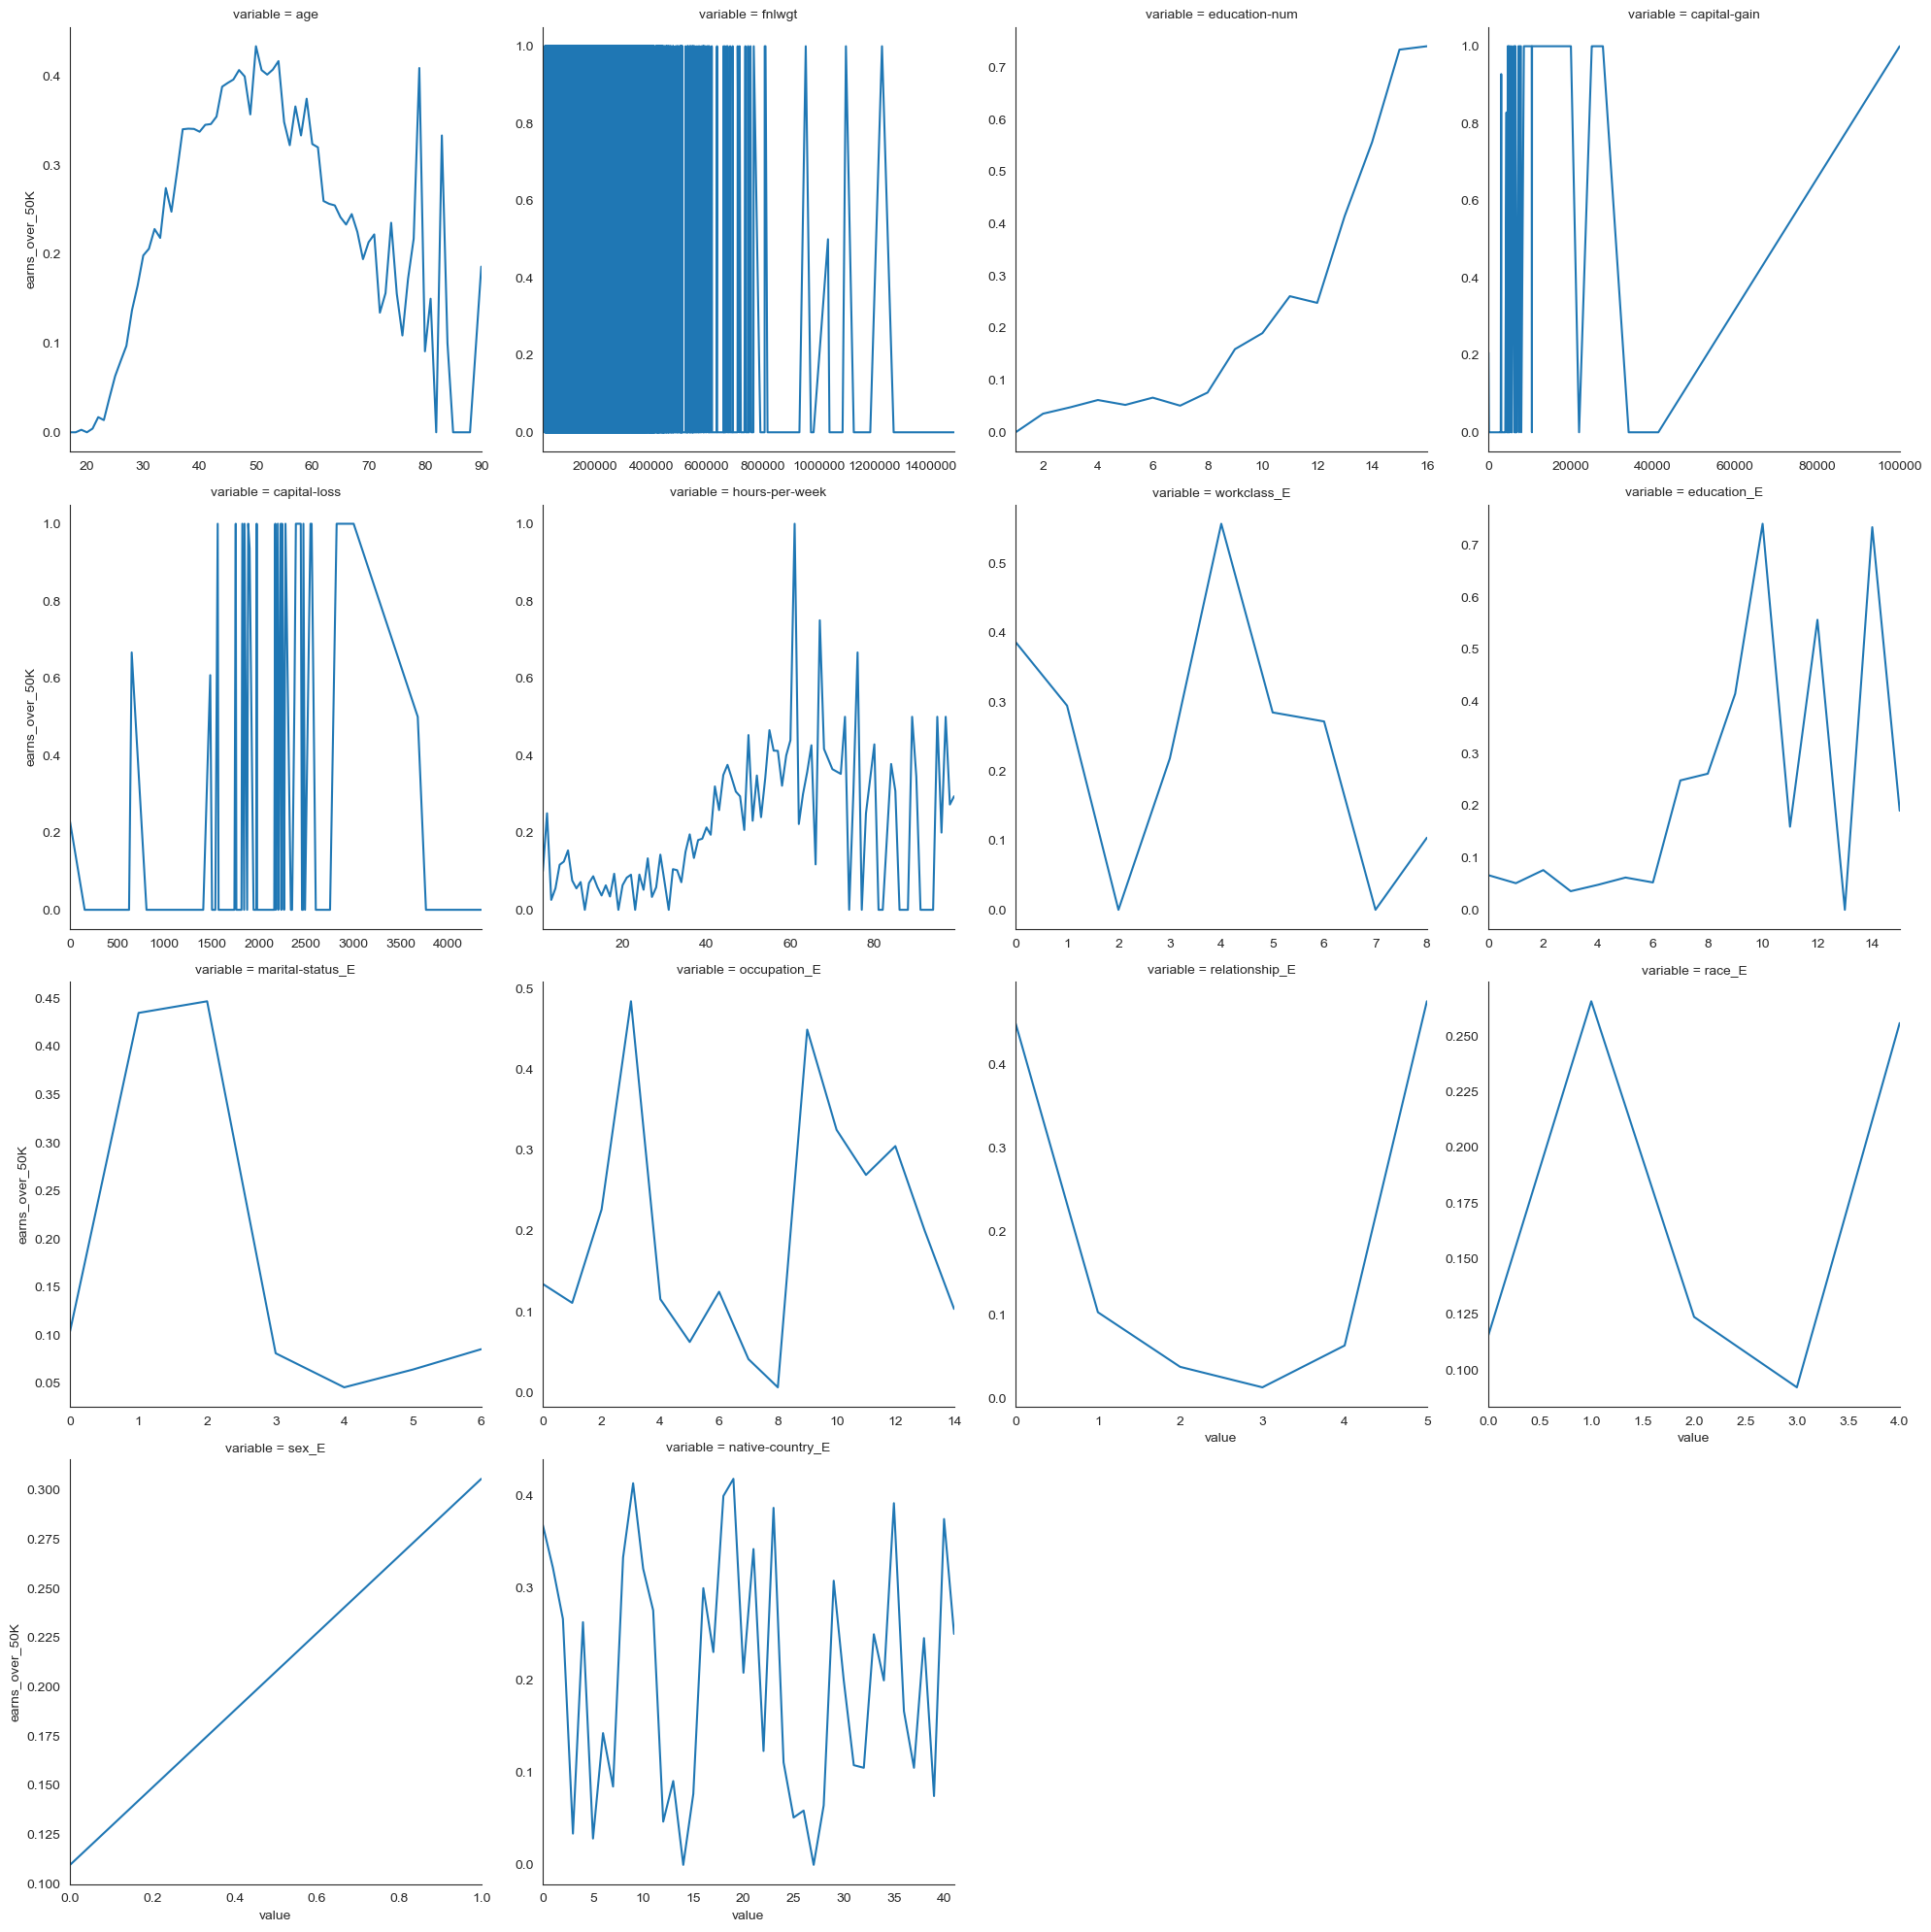 variable = age
variable = fnlwgt
variable = education-num
variable = capital-gain
earns_over_50K
0.4
0.3
0.2
0.1
0.0
20 30 40 50 60 70 80 90
1.0
0.8
0.6
0.4
0.2
0.0
200000 400000 600000 800000 1000000 1200000 1400000
0.7
0.6
0.5
0.4
0.3
0.2
0.1
0.0
2 4 6 8 10 12 14 16
1.0
0.8
0.6
0.4
0.2
0.0
0 20000 40000 60000 80000 100000
variable = capital-loss
variable = hours-per-week
variable = workclass_E
variable = education_E
earns_over_50K
1.0
0.8
0.6
0.4
0.2
0.0
0 500 1000 1500 2000 2500 3000 3500 4000
1.0
0.8
0.6
0.4
0.2
0.0
20 40 60 80
0.5
0.4
0.3
0.2
0.1
0.0
0 1 2 3 4 5 6 7 8
0.7
0.6
0.5
0.4
0.3
0.2
0.1
0.0
0 2 4 6 8 10 12 14
variable = marital-status_E
variable = occupation_E
variable = relationship_E
variable = race_E
earns_over_50K
0.45
0.40
0.35
0.30
0.25
0.20
0.15
0.10
0.05
0 1 2 3 4 5 6
0.5
0.4
0.3
0.2
0.1
0.0
0 2 4 6 8 10 12 14
0.4
0.3
0.2
0.1
0.0
0 1 2 3 4 5
value
0.250
0.225
0.200
0.175
0.150
0.125
0.100
0.0 0.5 1.0 1.5 2.0 2.5 3.0 3.5 4.0
value
variable = sex_E
variable = native-country_E
earns_over_50K
0.300
0.275
0.250
0.225
0.200
0.175
0.150
0.125
0.100
0.0 0.2 0.4 0.6 0.8 1.0
value
0.4
0.3
0.2
0.1
0.0
0 5 10 15 20 25 30 35 40
value